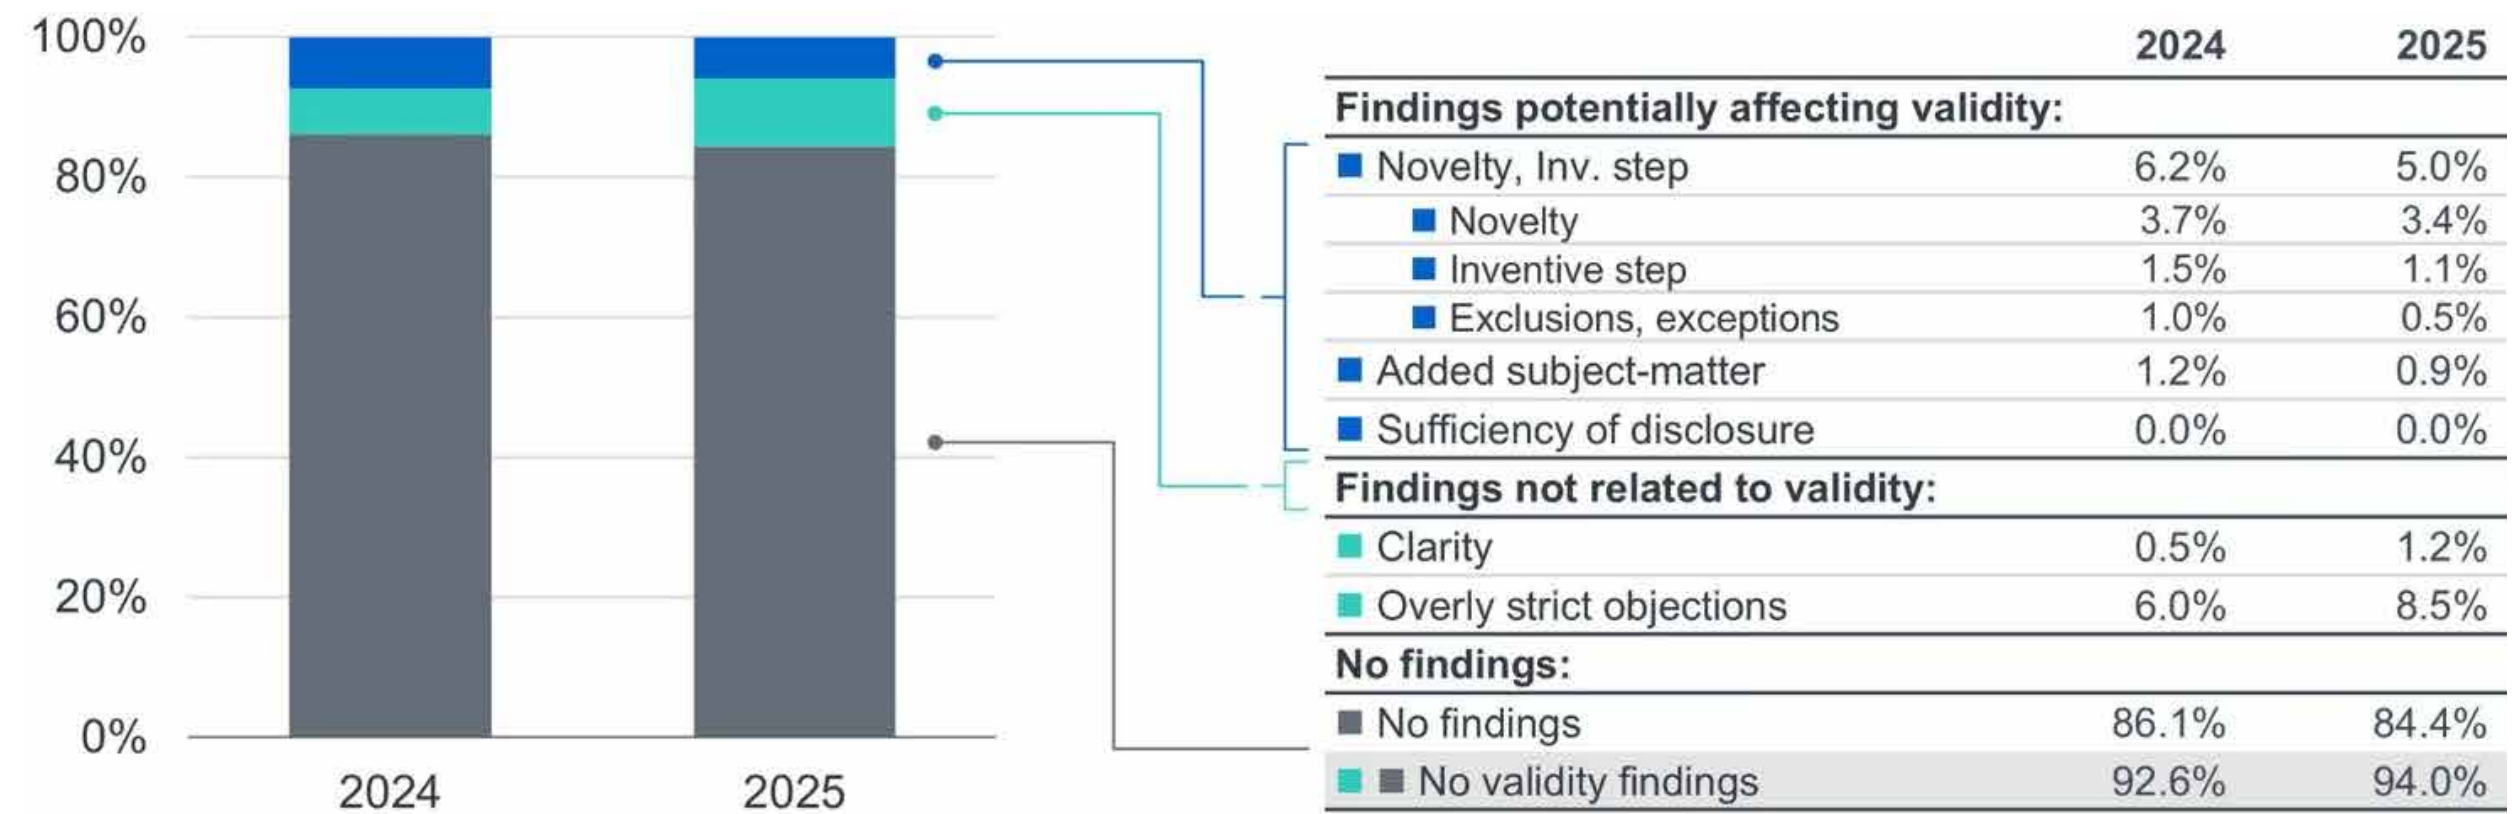 100%
80%
60%
40%
20%
0%
2024 2025
2024 2025
Findings potentially affecting validity:
Novelty, Inv. step 6.2% 5.0%
Novelty 3.7% 3.4%
Inventive step 1.5% 1.1%
Exclusions, exceptions 1.0% 0.5%
Added subject-matter 1.2% 0.9%
Sufficiency of disclosure 0.0% 0.0%
Findings not related to validity:
Clarity 0.5% 1.2%
Overly strict objections 6.0% 8.5%
No findings:
No findings 86.1% 84.4%
No validity findings 92.6% 94.0%